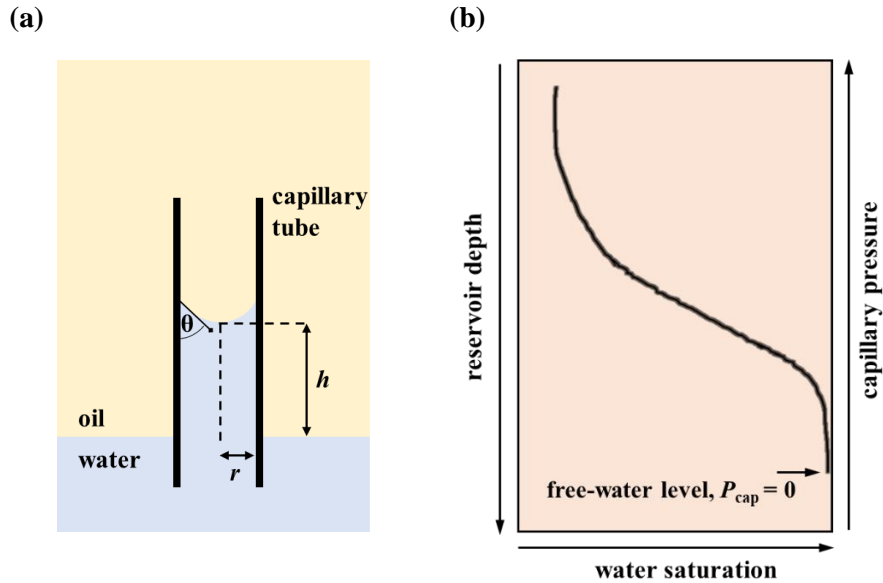 (a)
capillary
tube
θ
h
oil
water
r
(b)
reservoir depth
capillary pressure
free-water level, Pcap = 0
water saturation